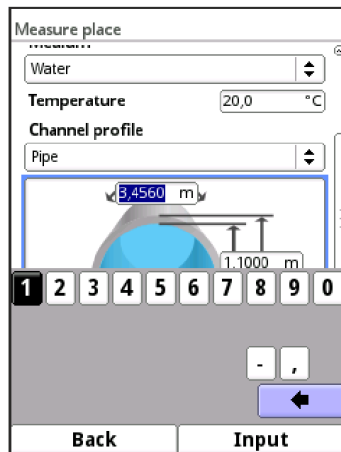 Measure place
Medium
Water
Temperature 20,0 °C
Channel profile
Pipe
3,4560 m
1,1000 m
1 2 3 4 5 6 7 8 9 0
- ,
Back Input